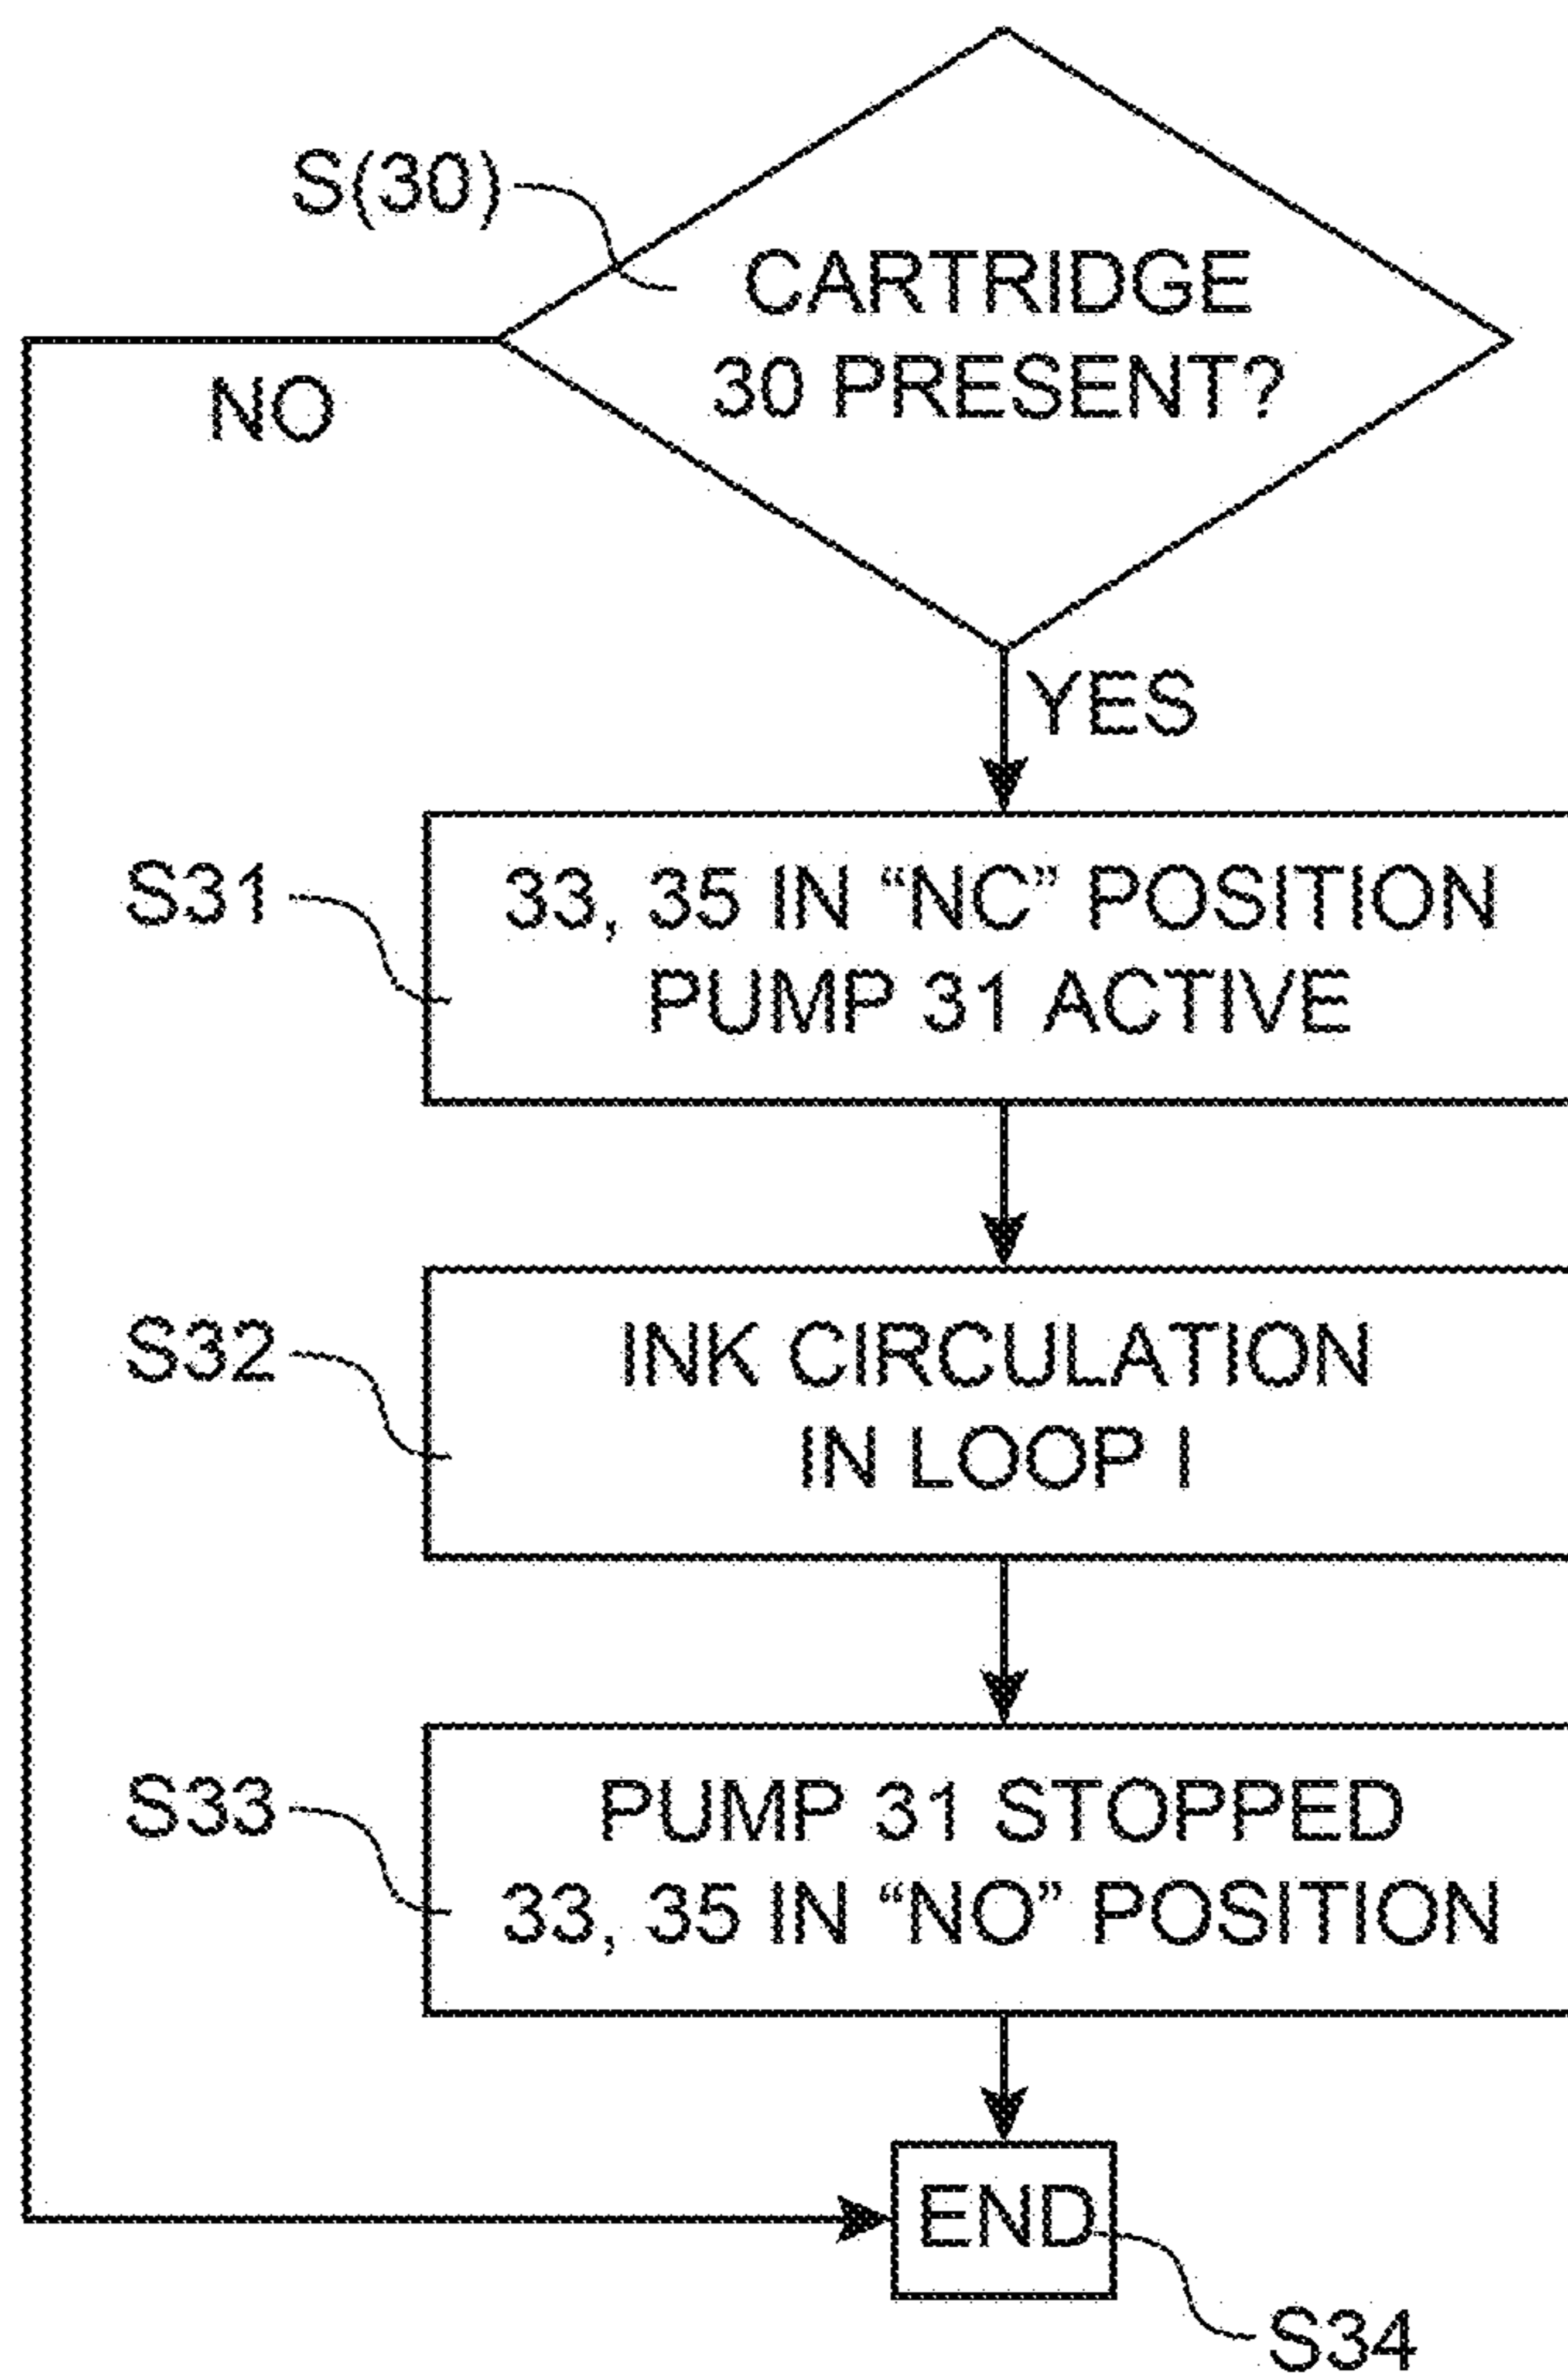 S(30)
CARTRIDGE
30 PRESENT?
NO
YES
S31
33, 35 IN “NC” POSITION
PUMP 31 ACTIVE
S32
INK CIRCULATION
IN LOOP I
S33
PUMP 31 STOPPED
33, 35 IN “NO” POSITION
END
S34